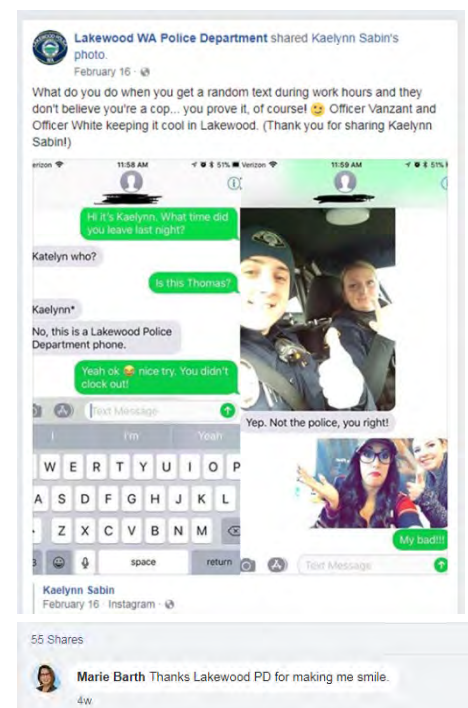 Lakewood WA Police Department shared Kaelynn Sabin's
photo.
February 16
What do you do when you get a random text during work hours and they
don't believe you're a cop... you prove it, of course! 😉 Officer Vanzant and
Officer White keeping it cool in Lakewood. (Thank you for sharing Kaelynn
Sabin!)
erizon 11:58 AM 51% Verizon 11:59 AM 51%
Hi it's Kaelynn. What time did
you leave last night?
Katelyn who?
Is this Thomas?
Kaelynn*
No, this is a Lakewood Police
Department phone.
Yeah ok 😂 nice try. You didn't
clock out!
Text Message
I I'm Yeah
W E R T Y U I O P
A S D F G H J K L
Z X C V B N M
3 space return
Yep. Not the police, you right!
My bad!!!
Text Message
Kaelynn Sabin
February 16 · Instagram
55 Shares
Marie Barth Thanks Lakewood PD for making me smile.
4w